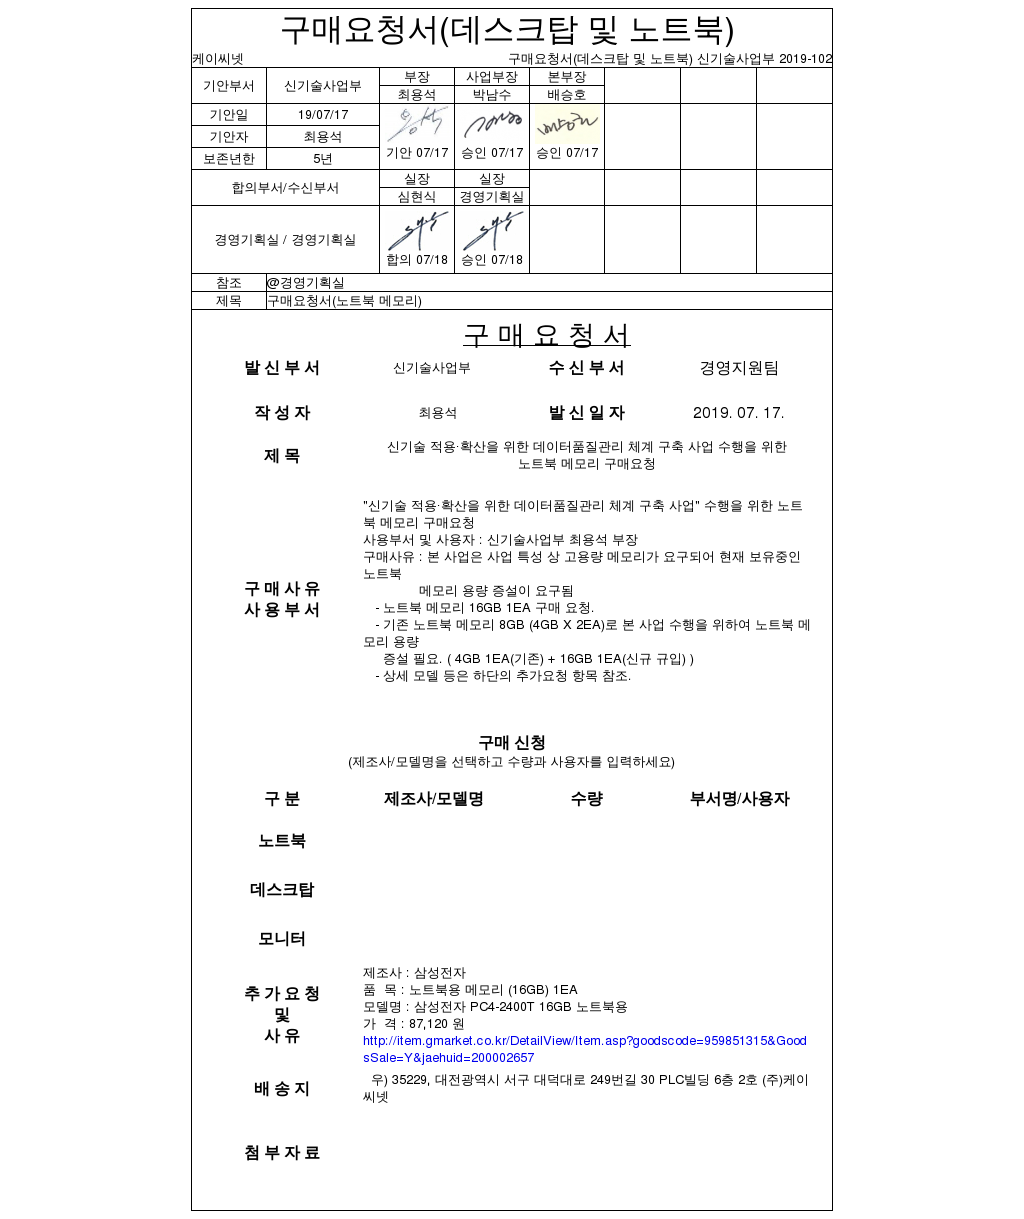 구매요청서(데스크탑 및 노트북)
케이씨넷 구매요청서(데스크탑 및 노트북) 신기술사업부 2019-102
기안부서 신기술사업부 부장 사업부장 본부장
최용석 박남수 배승호
기안일 19/07/17
기안자 최용석
보존년한 5년
기안 07/17 승인 07/17 승인 07/17
합의부서/수신부서 실장 실장
심현식 경영기획실
경영기획실 / 경영기획실
합의 07/18 승인 07/18
참조 @경영기획실
제목 구매요청서(노트북 메모리)
구 매 요 청 서
발 신 부 서 신기술사업부 수 신 부 서 경영지원팀
작 성 자 최용석 발 신 일 자 2019. 07. 17.
제 목
신기술 적용·확산을 위한 데이터품질관리 체계 구축 사업 수행을 위한
노트북 메모리 구매요청
구 매 사 유
사 용 부 서
"신기술 적용·확산을 위한 데이터품질관리 체계 구축 사업" 수행을 위한 노트
북 메모리 구매요청
사용부서 및 사용자 : 신기술사업부 최용석 부장
구매사유 : 본 사업은 사업 특성 상 고용량 메모리가 요구되어 현재 보유중인
노트북
메모리 용량 증설이 요구됨
- 노트북 메모리 16GB 1EA 구매 요청.
- 기존 노트북 메모리 8GB (4GB X 2EA)로 본 사업 수행을 위하여 노트북 메
모리 용량
증설 필요. ( 4GB 1EA(기존) + 16GB 1EA(신규 규입) )
- 상세 모델 등은 하단의 추가요청 항목 참조.
구매 신청
(제조사/모델명을 선택하고 수량과 사용자를 입력하세요)
구 분 제조사/모델명 수량 부서명/사용자
노트북
데스크탑
모니터
추 가 요 청
및
사 유
제조사 : 삼성전자
품 목 : 노트북용 메모리 (16GB) 1EA
모델명 : 삼성전자 PC4-2400T 16GB 노트북용
가 격 : 87,120 원
http://item.gmarket.co.kr/DetailView/Item.asp?goodscode=959851315&Good
sSale=Y&jaehuid=200002657
배 송 지
우) 35229, 대전광역시 서구 대덕대로 249번길 30 PLC빌딩 6층 2호 (주)케이
씨넷
첨 부 자 료